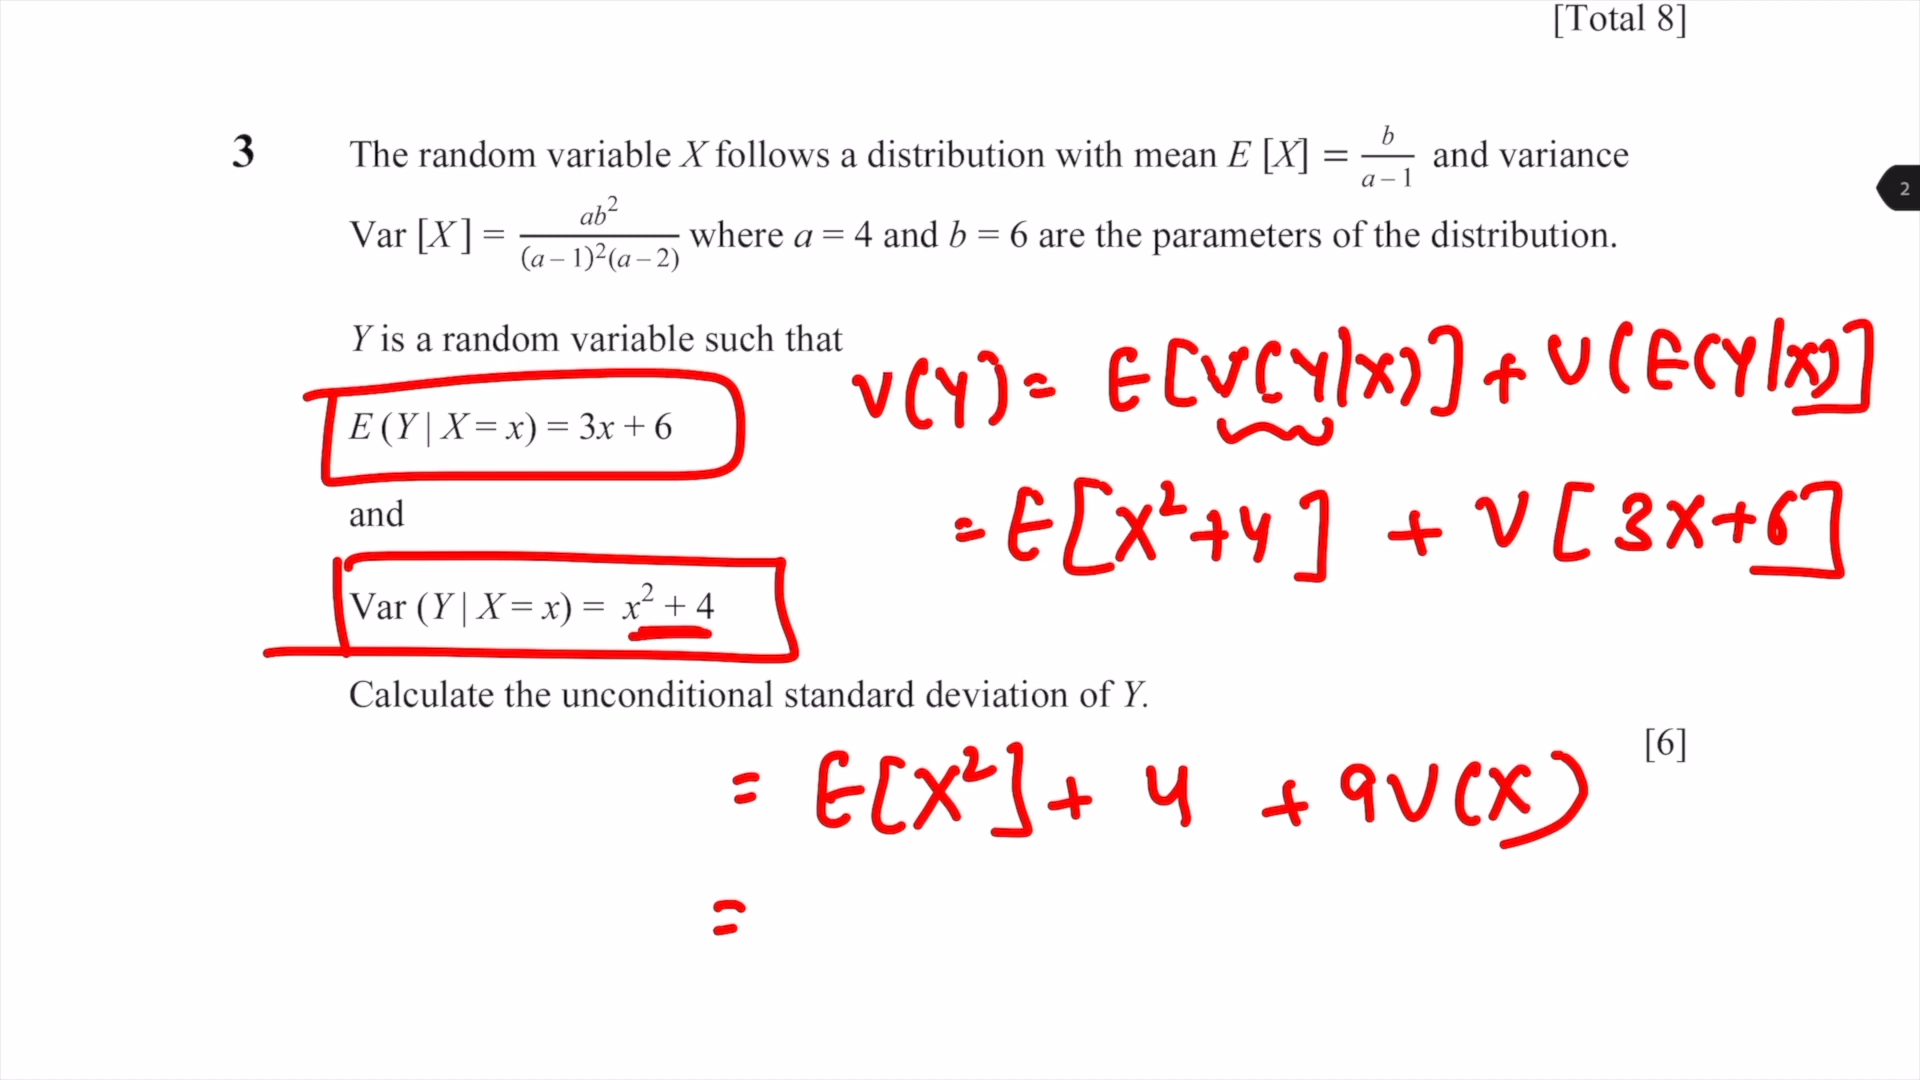 [Total 8]
3 The random variable X follows a distribution with mean E [X] = b/(a – 1) and variance
2
Var [X] = ab²/((a – 1)²(a – 2)) where a = 4 and b = 6 are the parameters of the distribution.
Y is a random variable such that
V(Y) = E[V(Y|X)] + V(E(Y|X)]
E (Y | X = x) = 3x + 6
= E[X²+4] + V[3X+6]
and
Var (Y | X = x) = x² + 4
Calculate the unconditional standard deviation of Y.
[6]
= E[X²] + 4 + 9V(X)
=